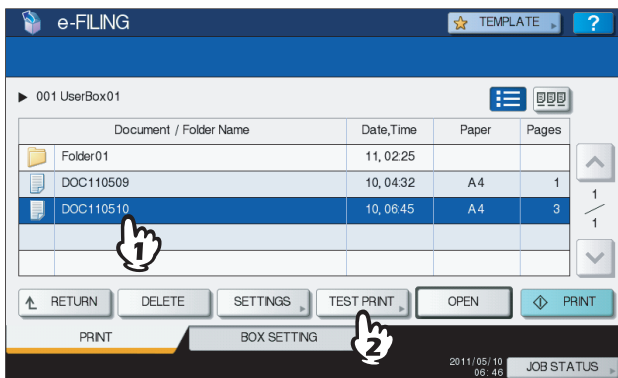 e-FILING
TEMPLATE
?
001 UserBox01
Document / Folder Name Date,Time Paper Pages
Folder01 11, 02:25
DOC110509 10, 04:32 A4 1
DOC110510 10, 06:45 A4 3
1
1
1
RETURN DELETE SETTINGS TEST PRINT OPEN PRINT
PRINT BOX SETTING
2
2011/05/10
06:46
JOB STATUS